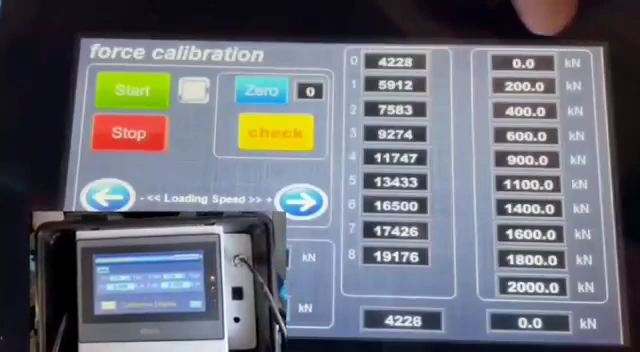 force calibration
Start
Zero 0
Stop
check
- << Loading Speed >> +
kN
kN
0 4228 0.0 kN
1 5912 200.0 kN
2 7583 400.0 kN
3 9274 600.0 kN
4 11747 900.0 kN
5 13433 1100.0 kN
6 16500 1400.0 kN
7 17426 1600.0 kN
8 19176 1800.0 kN
2000.0 kN
4228 0.0 kN